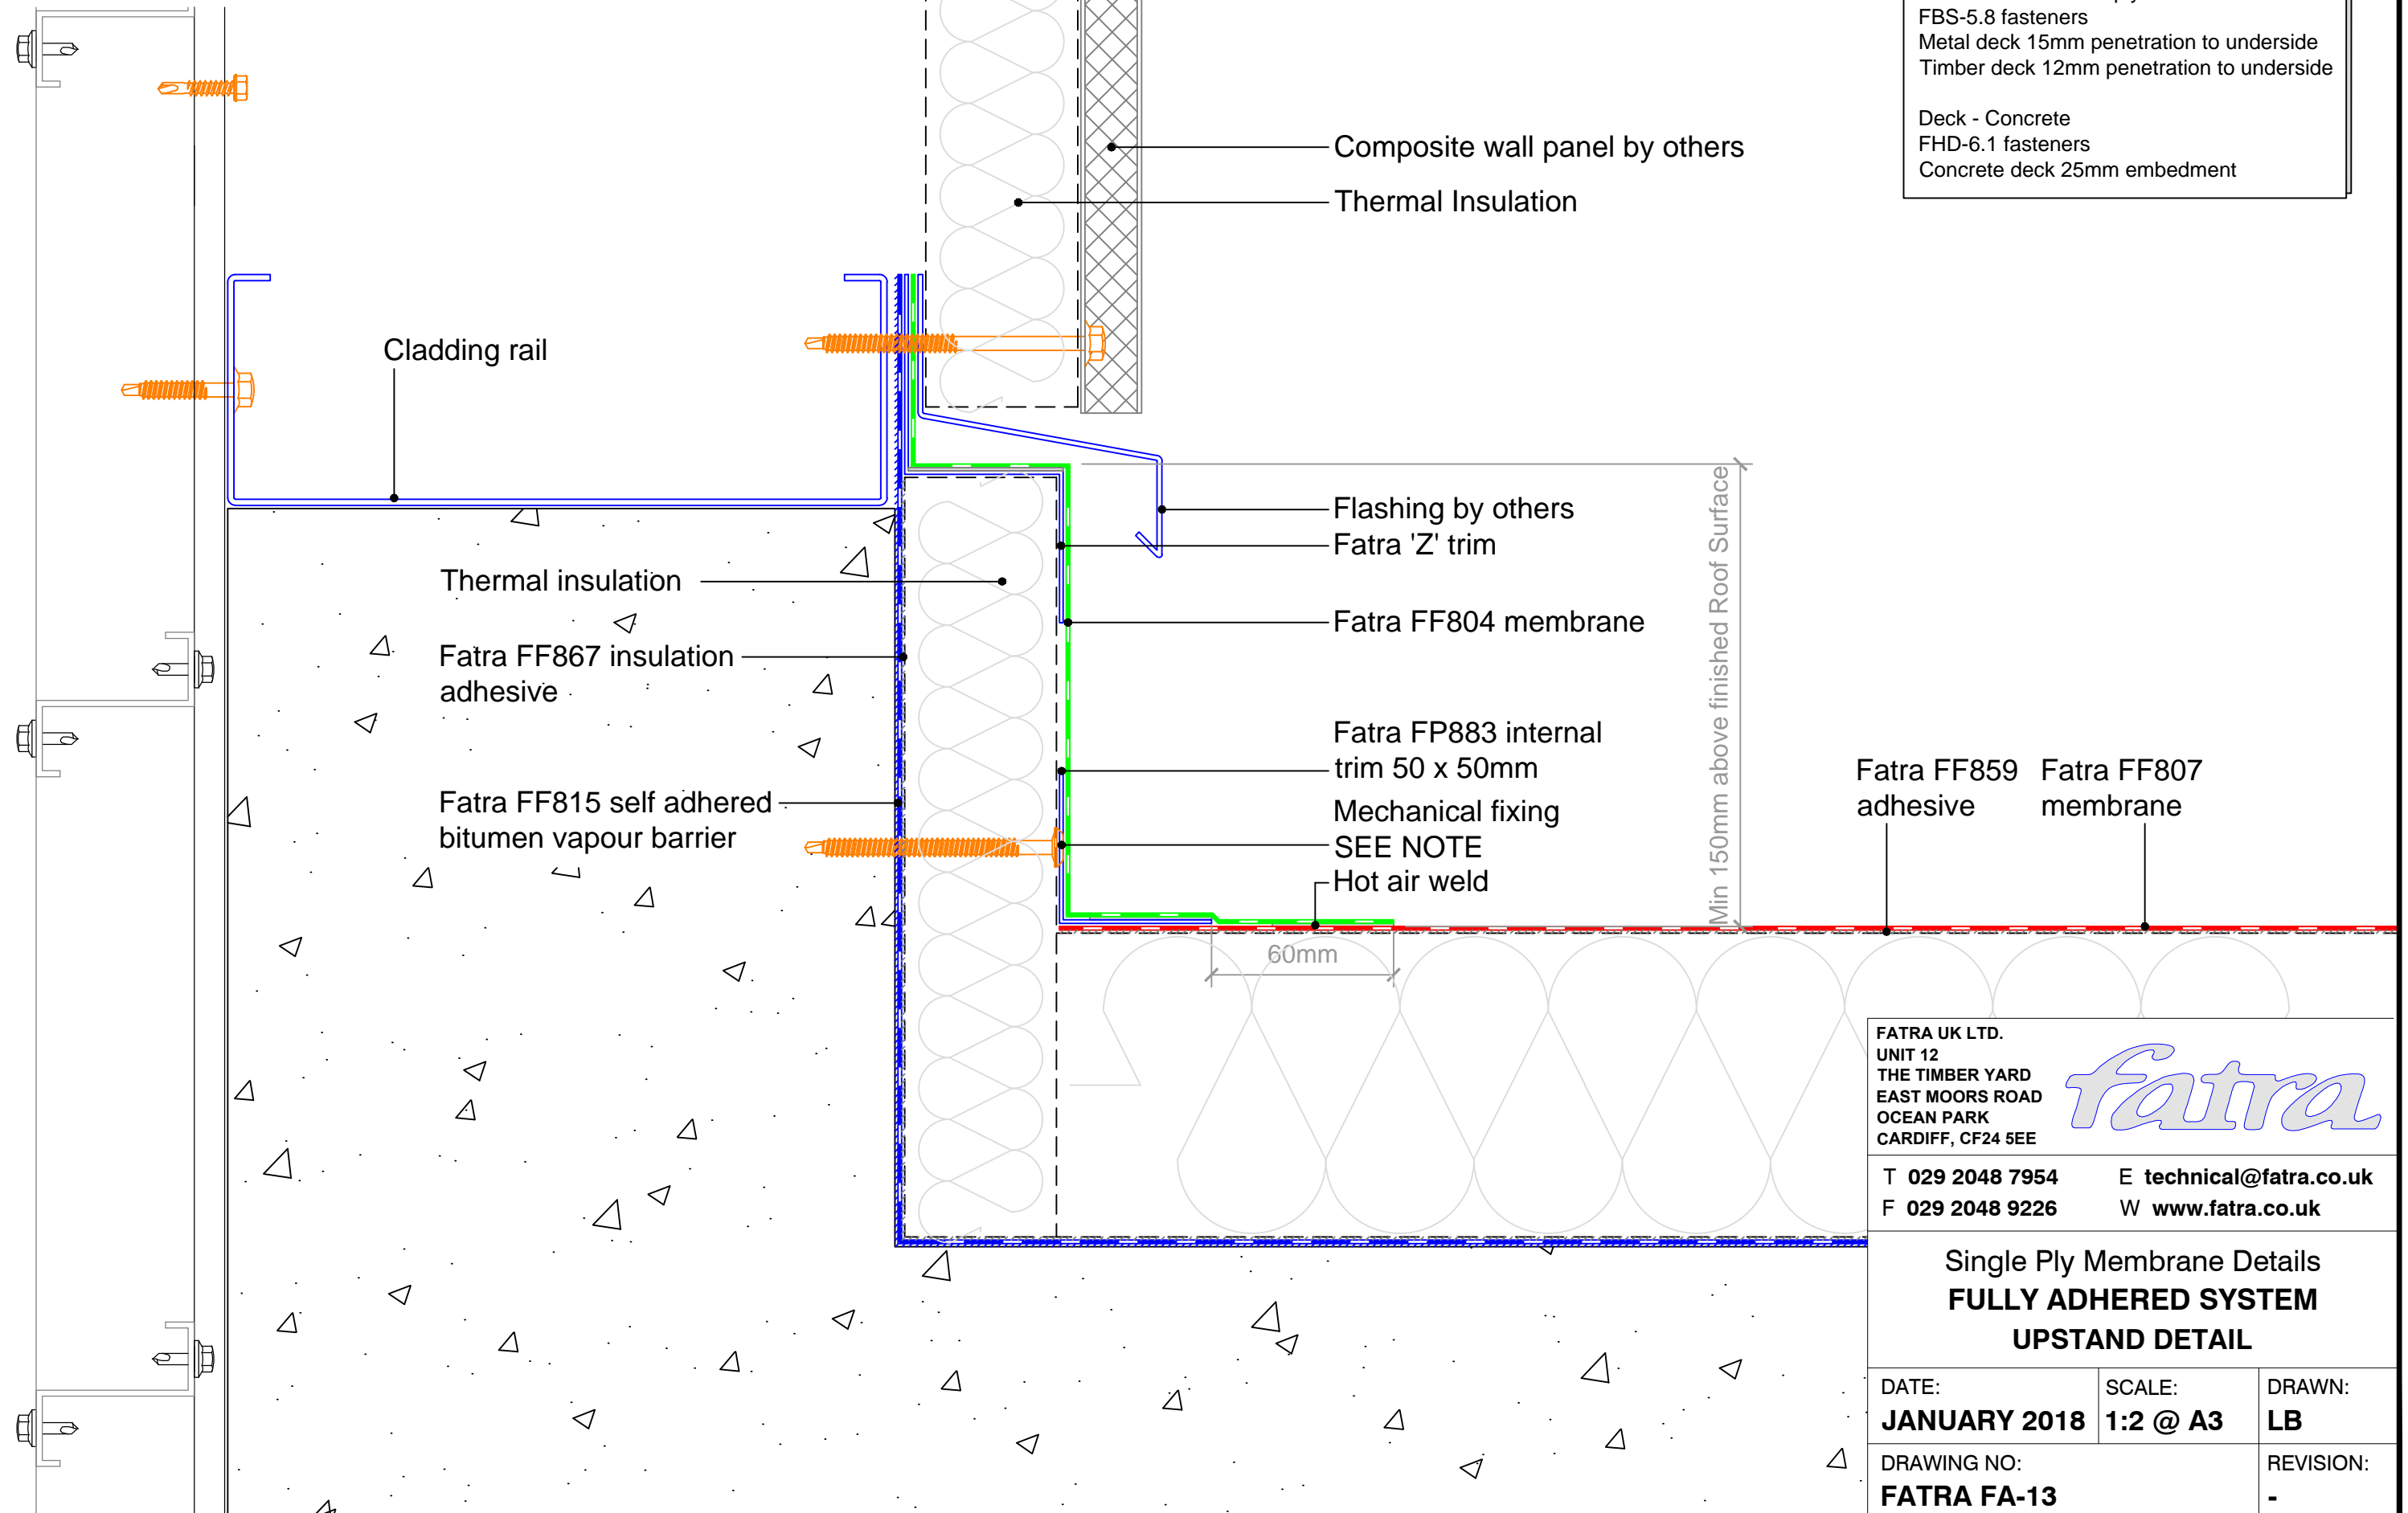 FBS-5.8 fasteners
Metal deck 15mm penetration to underside
Timber deck 12mm penetration to underside
Deck - Concrete
FHD-6.1 fasteners
Concrete deck 25mm embedment
Composite wall panel by others
Thermal Insulation
Cladding rail
Flashing by others
Fatra 'Z' trim
Thermal insulation
Fatra FF804 membrane
Fatra FF867 insulation
adhesive
Fatra FP883 internal
trim 50 x 50mm
Fatra FF815 self adhered
bitumen vapour barrier
Mechanical fixing
SEE NOTE
Hot air weld
Min 150mm above finished Roof Surface
Fatra FF859
adhesive
Fatra FF807
membrane
60mm
FATRA UK LTD.
UNIT 12
THE TIMBER YARD
EAST MOORS ROAD
OCEAN PARK
CARDIFF, CF24 5EE
fatra
T 029 2048 7954
E technical@fatra.co.uk
F 029 2048 9226
W www.fatra.co.uk
Single Ply Membrane Details
FULLY ADHERED SYSTEM
UPSTAND DETAIL
DATE:
JANUARY 2018
SCALE:
1:2 @ A3
DRAWN:
LB
DRAWING NO:
FATRA FA-13
REVISION:
-